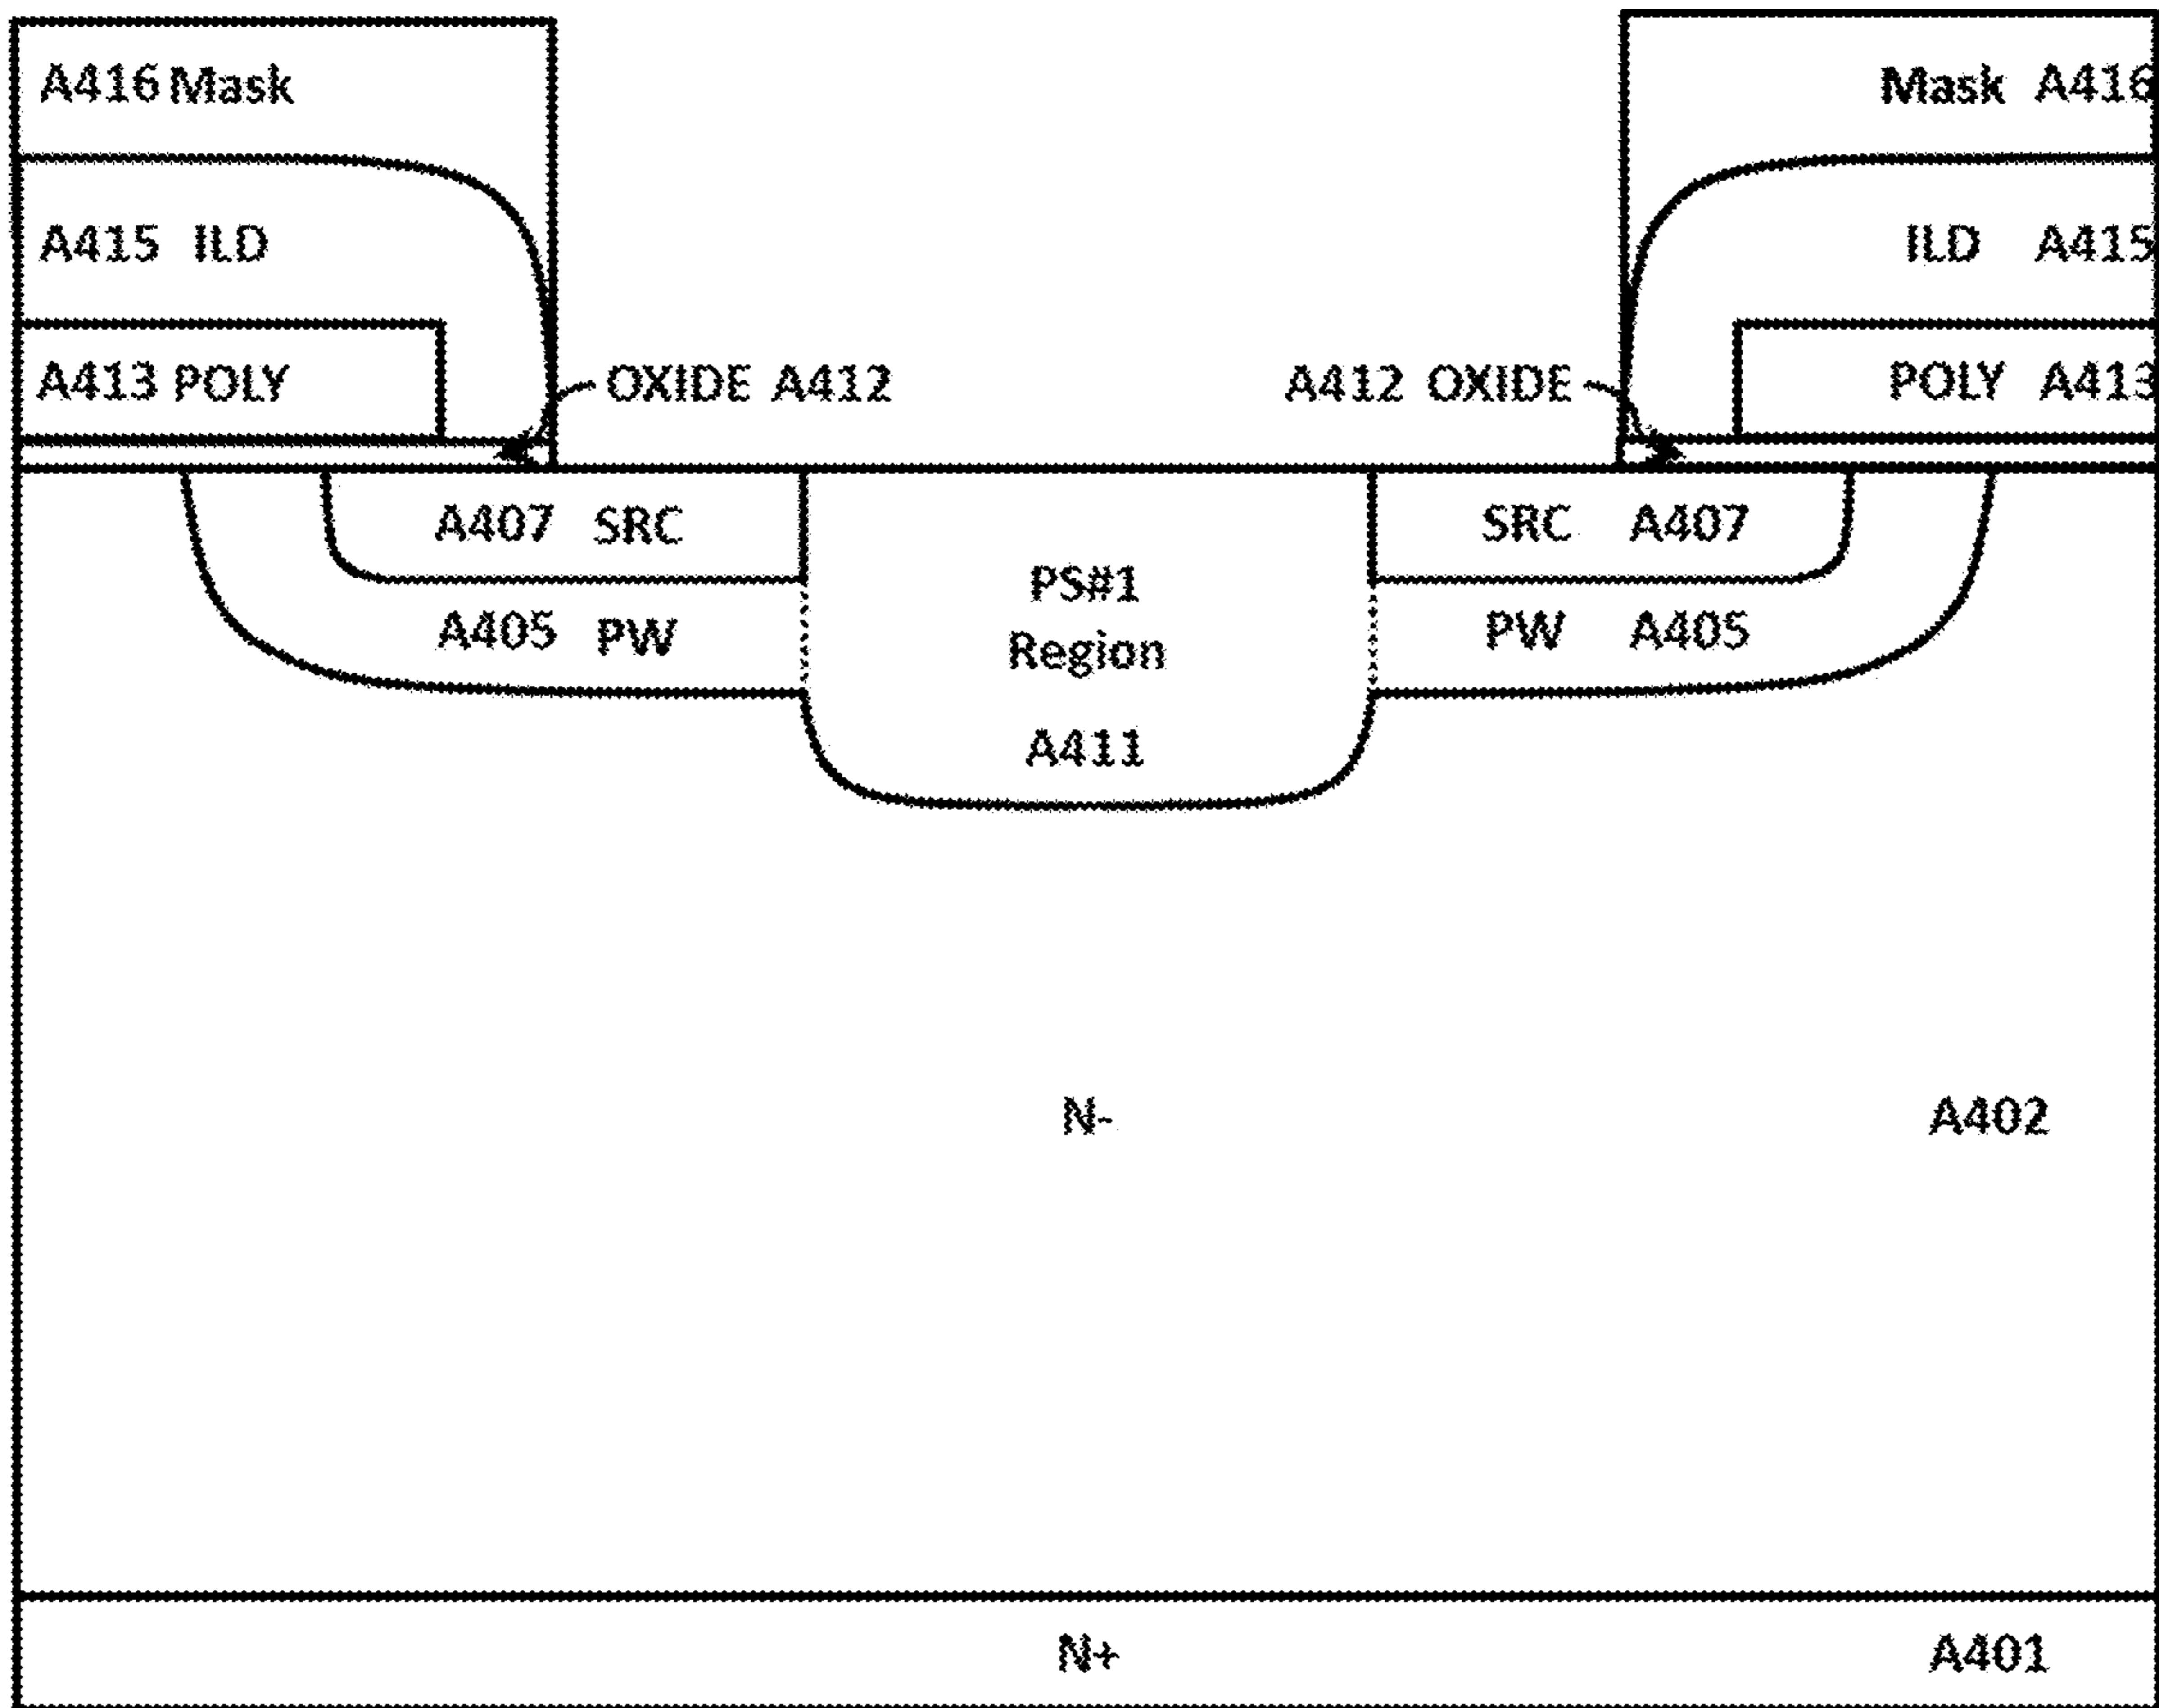 A416 Mask
Mask A416
A415 ILD
ILD A415
A413 POLY
OXIDE A412
A412 OXIDE
POLY A413
A407 SRC
SRC A407
PS#1
Region
A411
A405 PW
PW A405
N-
A402
N+
A401